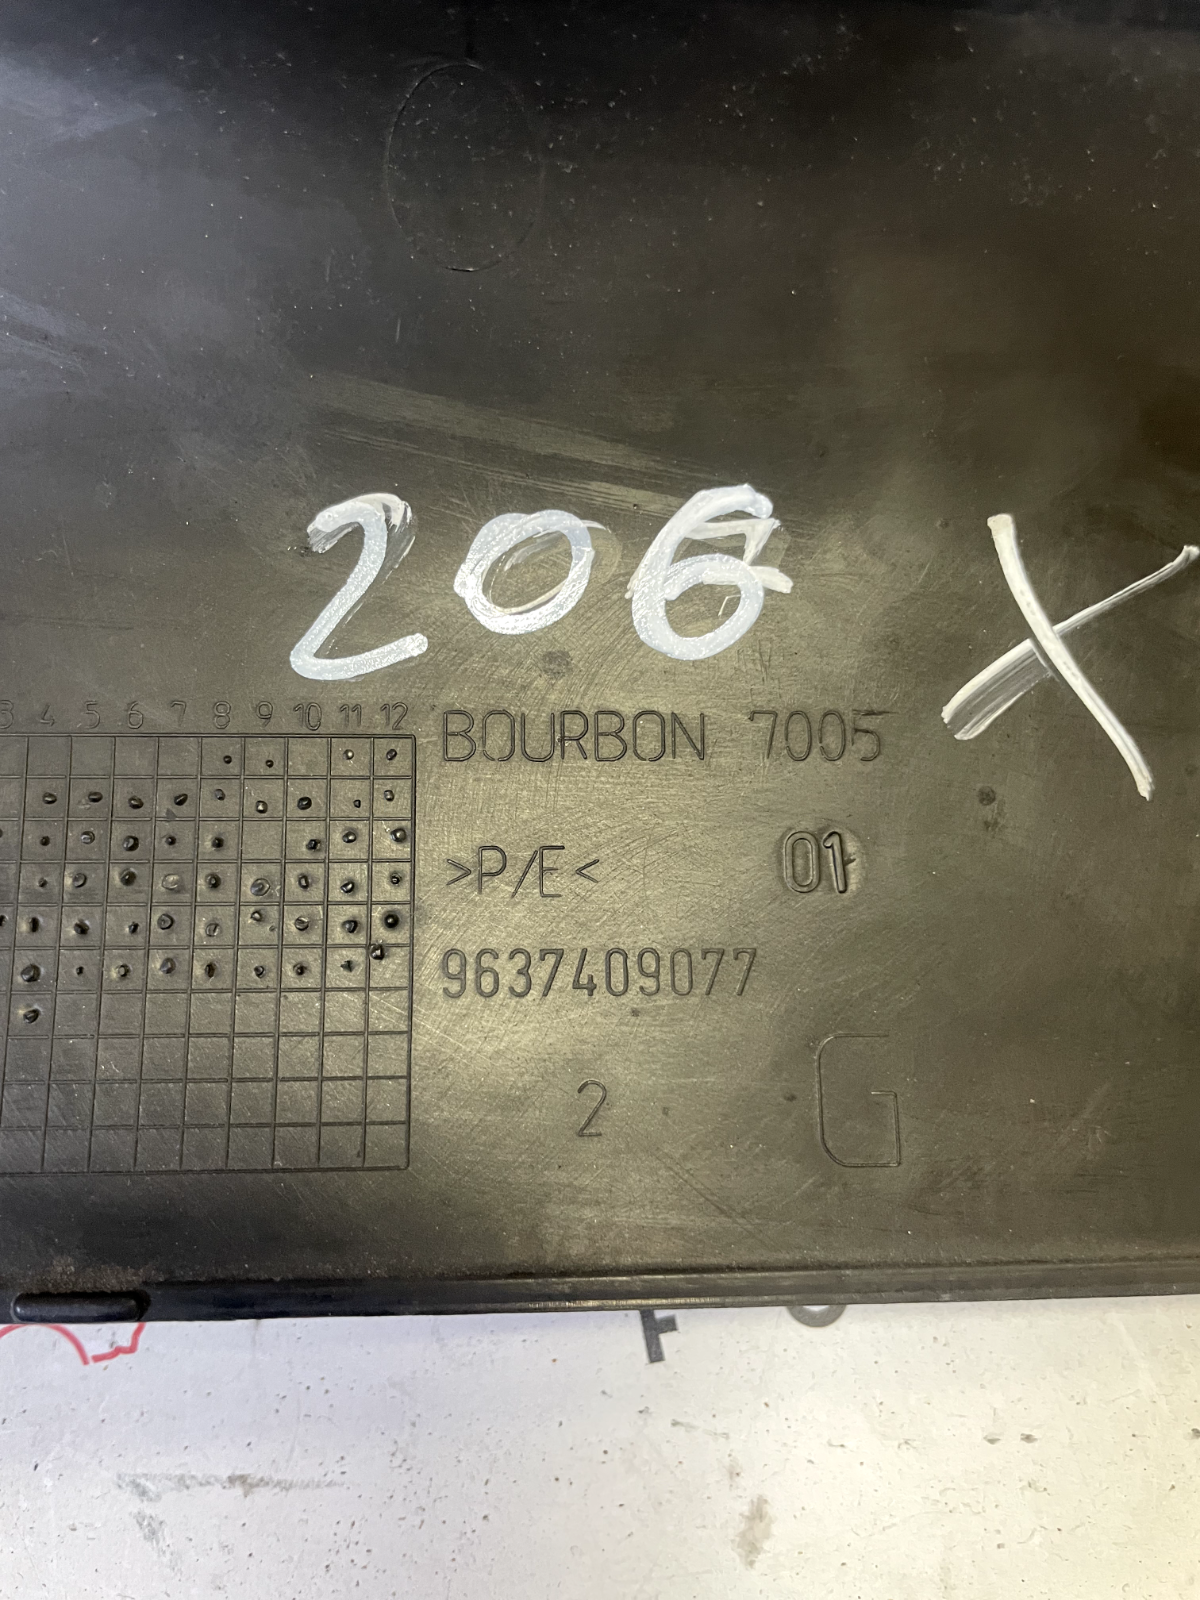 206 X
3 4 5 6 7 8 9 10 11 12
BOURBON 7005
>P/E< 01
9637409077
2 G